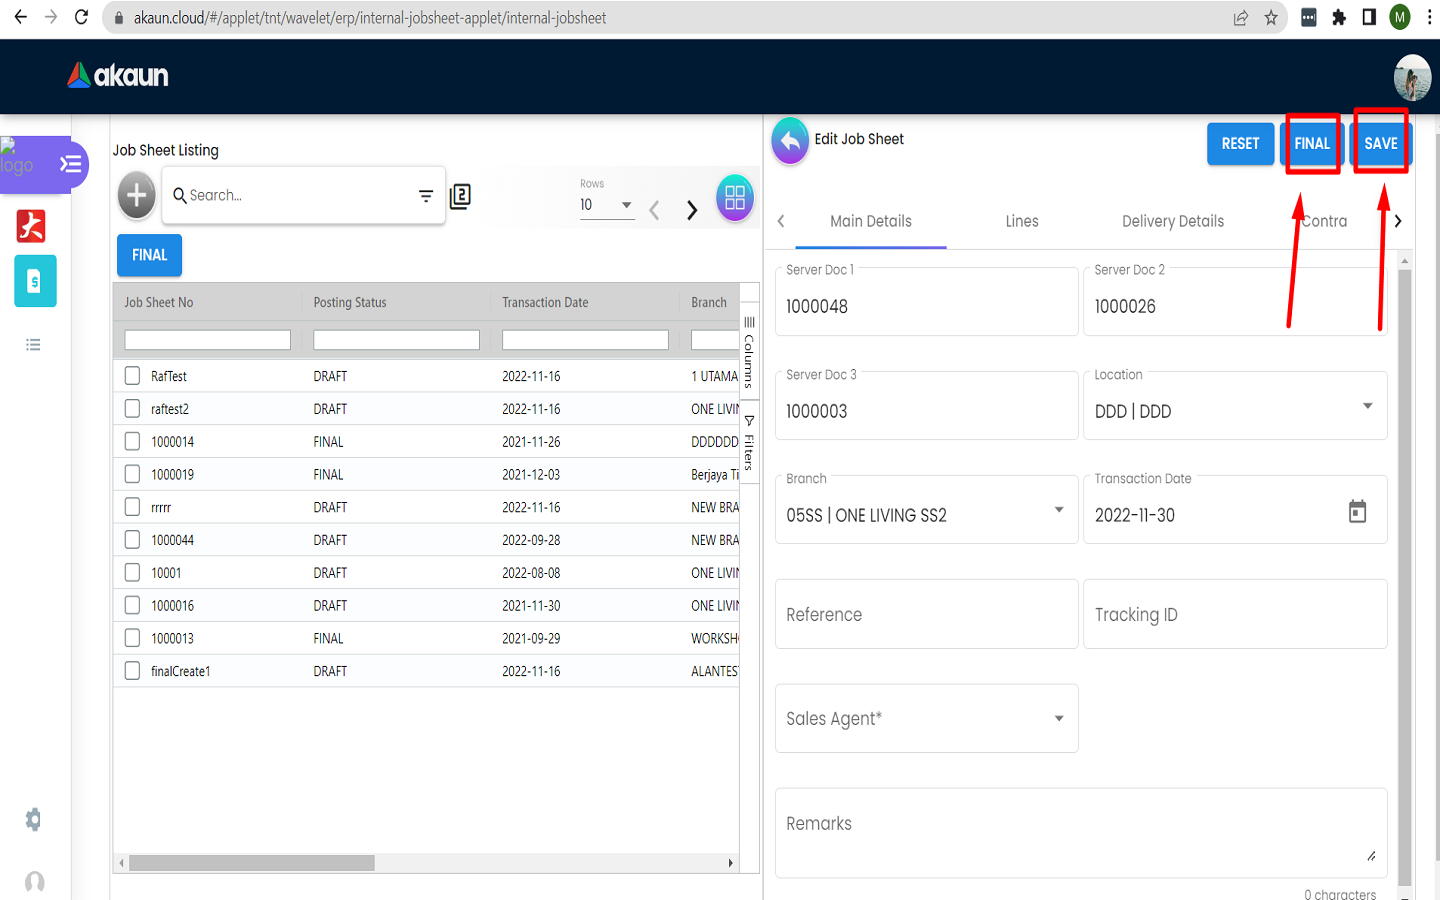 akaun.cloud/#/applet/tnt/wavelet/erp/internal-jobsheet-applet/internal-jobsheet
M
akaun
logo
Job Sheet Listing
Search...
2
Rows
10
FINAL
Job Sheet No Posting Status Transaction Date Branch
RafTest DRAFT 2022-11-16 1 UTAMA
raftest2 DRAFT 2022-11-16 ONE LIVIN
1000014 FINAL 2021-11-26 DDDDDD
1000019 FINAL 2021-12-03 Berjaya Ti
rrrrr DRAFT 2022-11-16 NEW BRA
1000044 DRAFT 2022-09-28 NEW BRA
10001 DRAFT 2022-08-08 ONE LIVIN
1000016 DRAFT 2021-11-30 ONE LIVIN
1000013 FINAL 2021-09-29 WORKSH
finalCreate1 DRAFT 2022-11-16 ALANTES
Columns
Filters
Edit Job Sheet
RESET FINAL SAVE
Main Details Lines Delivery Details Contra
Server Doc 1 Server Doc 2
1000048 1000026
Server Doc 3 Location
1000003 DDD | DDD
Branch Transaction Date
05SS | ONE LIVING SS2 2022-11-30
Reference Tracking ID
Sales Agent*
Remarks
0 characters